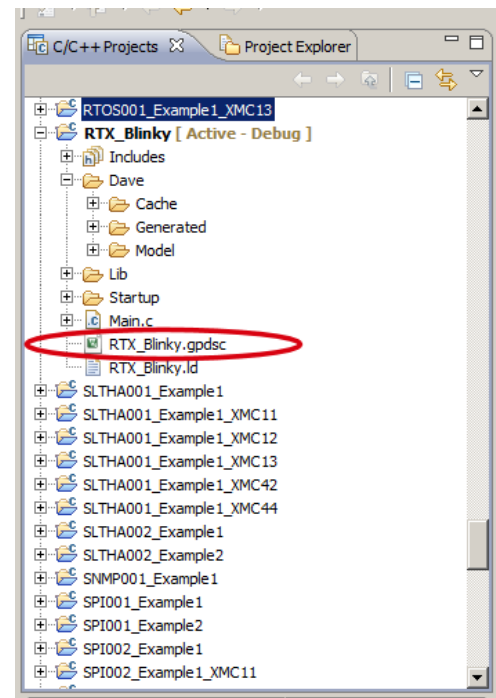 C/C++ Projects Project Explorer
RTOS001_Example1_XMC13
RTX_Blinky [ Active - Debug ]
Includes
Dave
Cache
Generated
Model
Lib
Startup
Main.c
RTX_Blinky.gpdsc
RTX_Blinky.ld
SLTHA001_Example1
SLTHA001_Example1_XMC11
SLTHA001_Example1_XMC12
SLTHA001_Example1_XMC13
SLTHA001_Example1_XMC42
SLTHA001_Example1_XMC44
SLTHA002_Example1
SLTHA002_Example2
SNMP001_Example1
SPI001_Example1
SPI001_Example2
SPI002_Example1
SPI002_Example1_XMC11